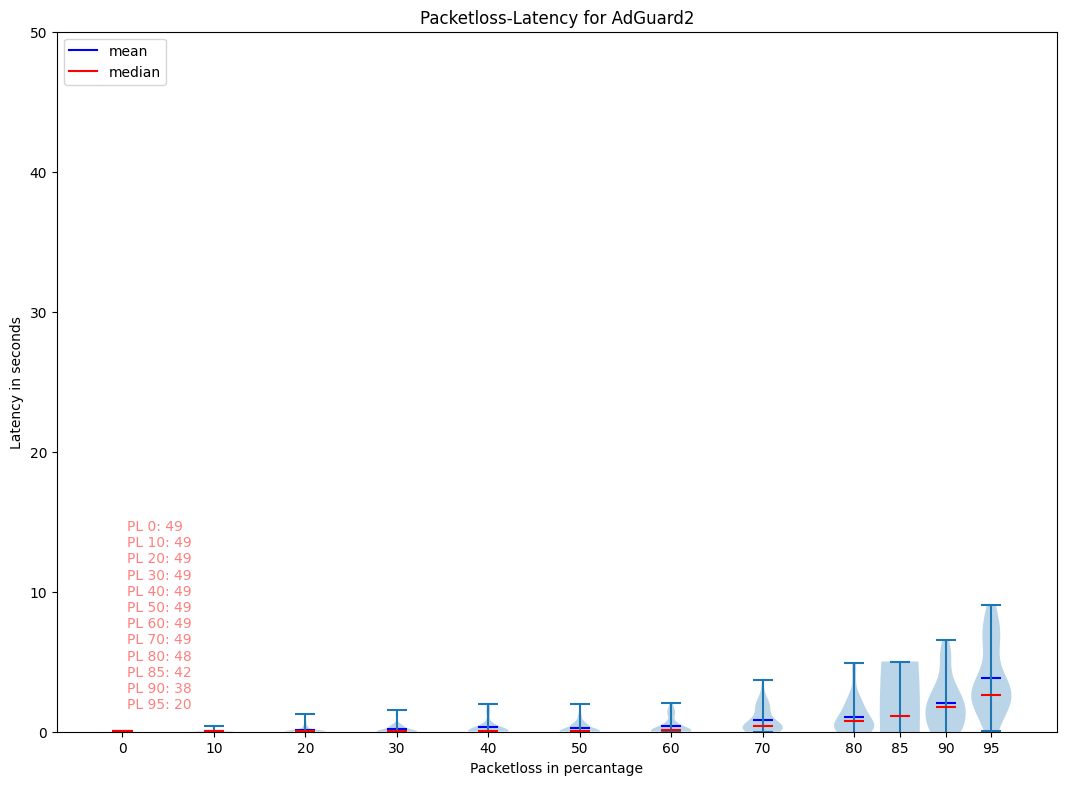 Packetloss-Latency for AdGuard2
mean
median
50
40
30
20
10
0
Latency in seconds
PL 0: 49
PL 10: 49
PL 20: 49
PL 30: 49
PL 40: 49
PL 50: 49
PL 60: 49
PL 70: 49
PL 80: 48
PL 85: 42
PL 90: 38
PL 95: 20
0 10 20 30 40 50 60 70 80 85 90 95
Packetloss in percantage